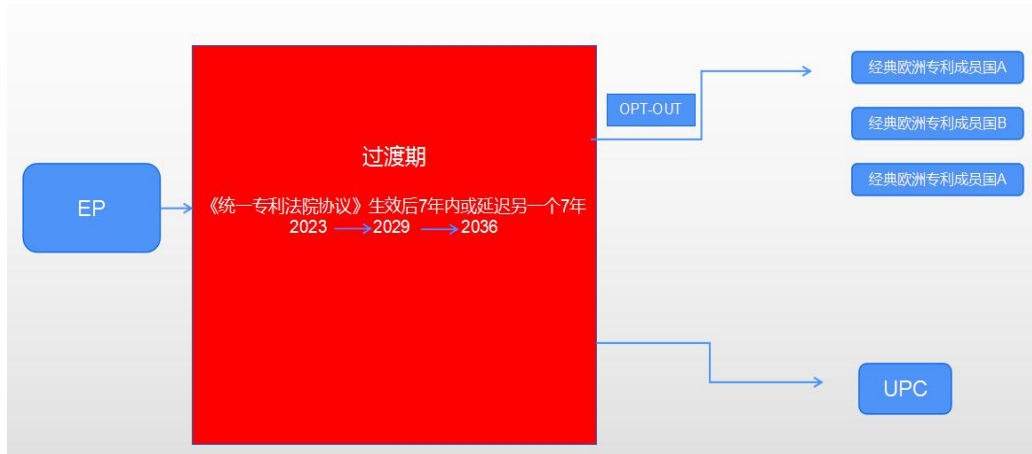 EP
过渡期
《统一专利法院协议》生效后7年内或延迟另一个7年
2023 2029 2036
OPT-OUT
经典欧洲专利成员国A
经典欧洲专利成员国B
经典欧洲专利成员国A
UPC